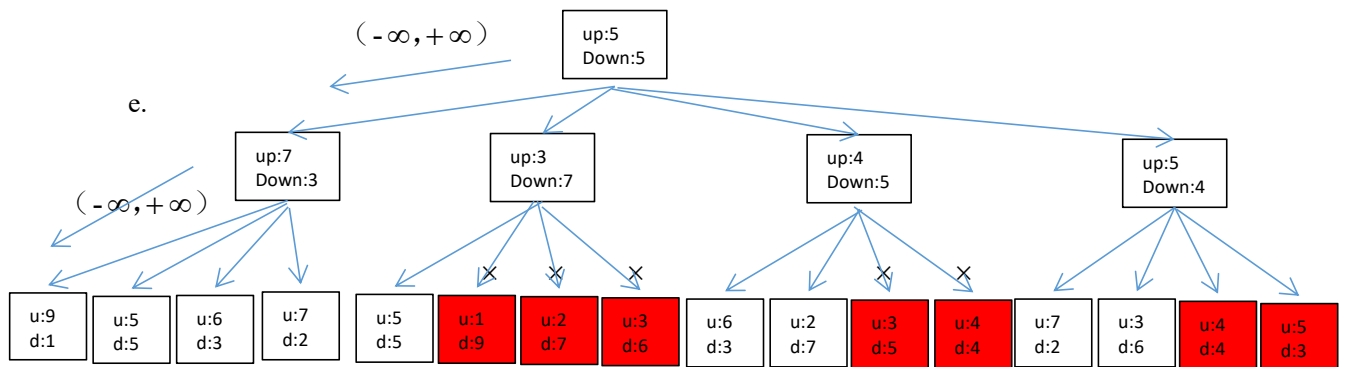 (-∞,+∞)
up:5
Down:5
e.
up:7
Down:3
up:3
Down:7
up:4
Down:5
up:5
Down:4
(-∞,+∞)
× × × × ×
u:9
d:1
u:5
d:5
u:6
d:3
u:7
d:2
u:5
d:5
u:1
d:9
u:2
d:7
u:3
d:6
u:6
d:3
u:2
d:7
u:3
d:5
u:4
d:4
u:7
d:2
u:3
d:6
u:4
d:4
u:5
d:3